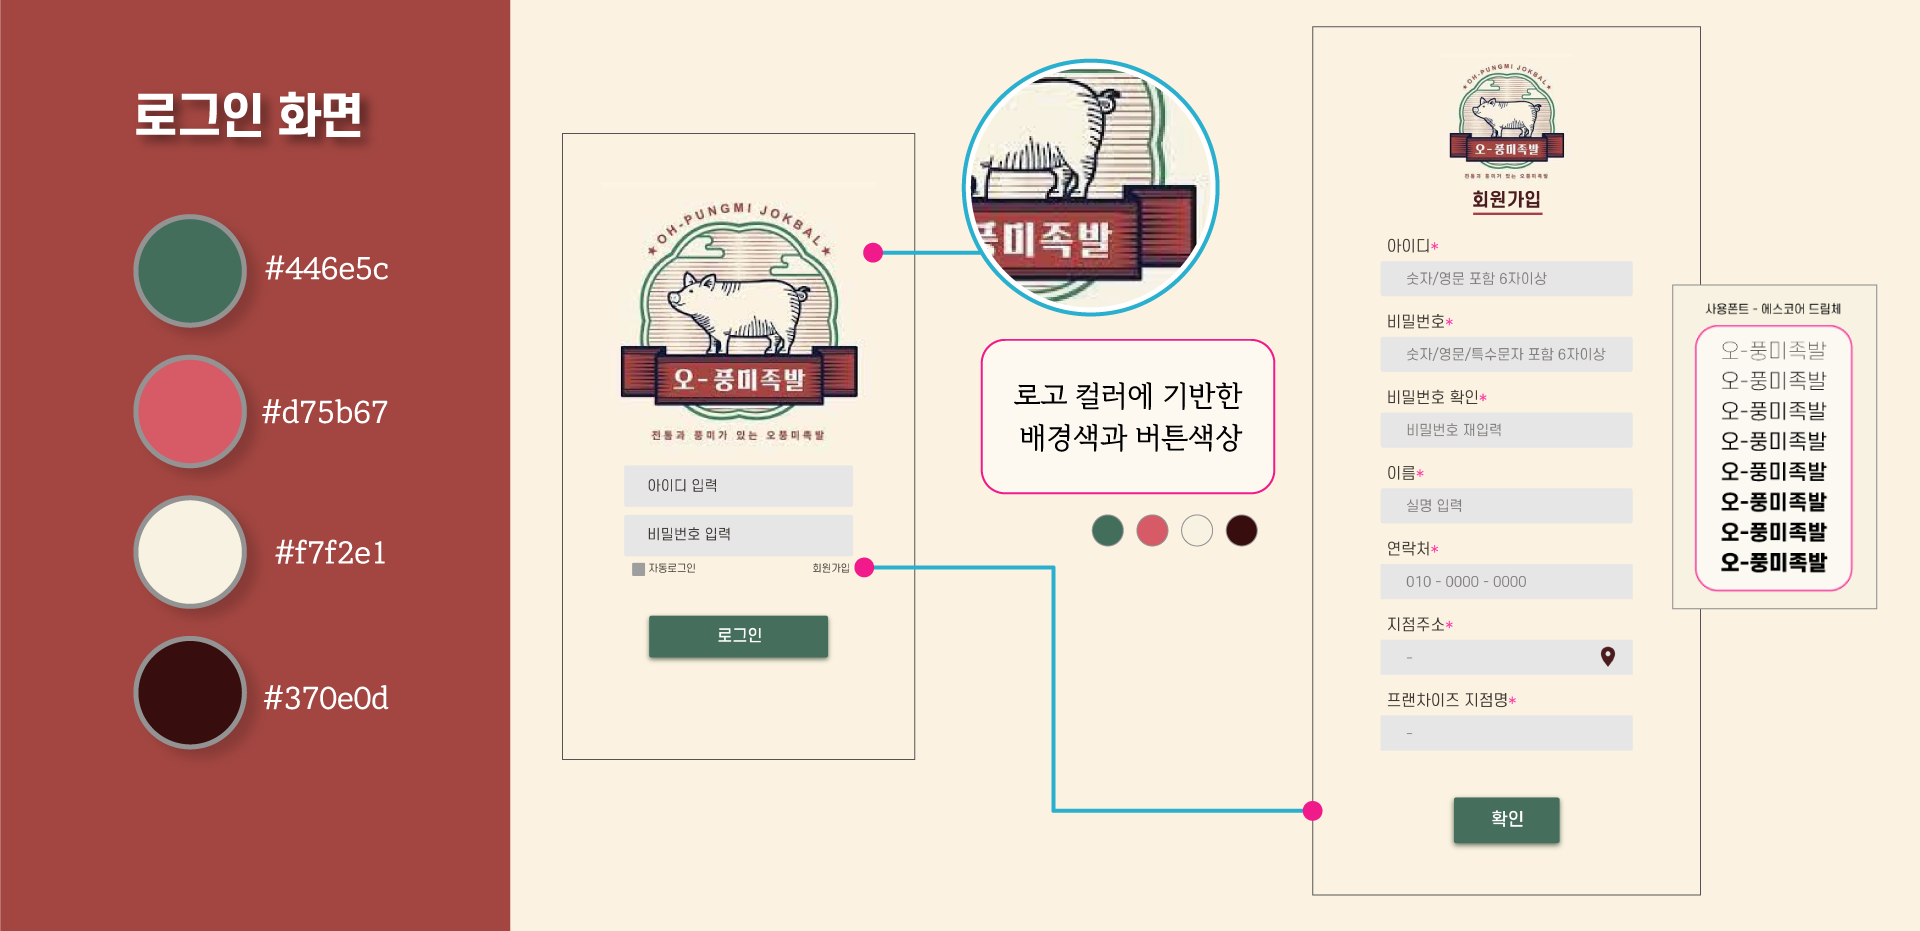 로그인 화면
#446e5c
#d75b67
#f7f2e1
#370e0d
★ OH-PUNGMI JOKBAL ★
오-풍미족발
전통과 풍미가 있는 오풍미족발
아이디 입력
비밀번호 입력
자동로그인
회원가입
로그인
풍미족발
로고 컬러에 기반한
배경색과 버튼색상
★ OH-PUNGMI JOKBAL ★
오-풍미족발
전통과 풍미가 있는 오풍미족발
회원가입
아이디*
숫자/영문 포함 6자이상
비밀번호*
숫자/영문/특수문자 포함 6자이상
비밀번호 확인*
비밀번호 재입력
이름*
실명 입력
연락처*
010 - 0000 - 0000
지점주소*
-
프랜차이즈 지점명*
-
확인
사용폰트 - 에스코어 드림체
오-풍미족발
오-풍미족발
오-풍미족발
오-풍미족발
오-풍미족발
오-풍미족발
오-풍미족발
오-풍미족발